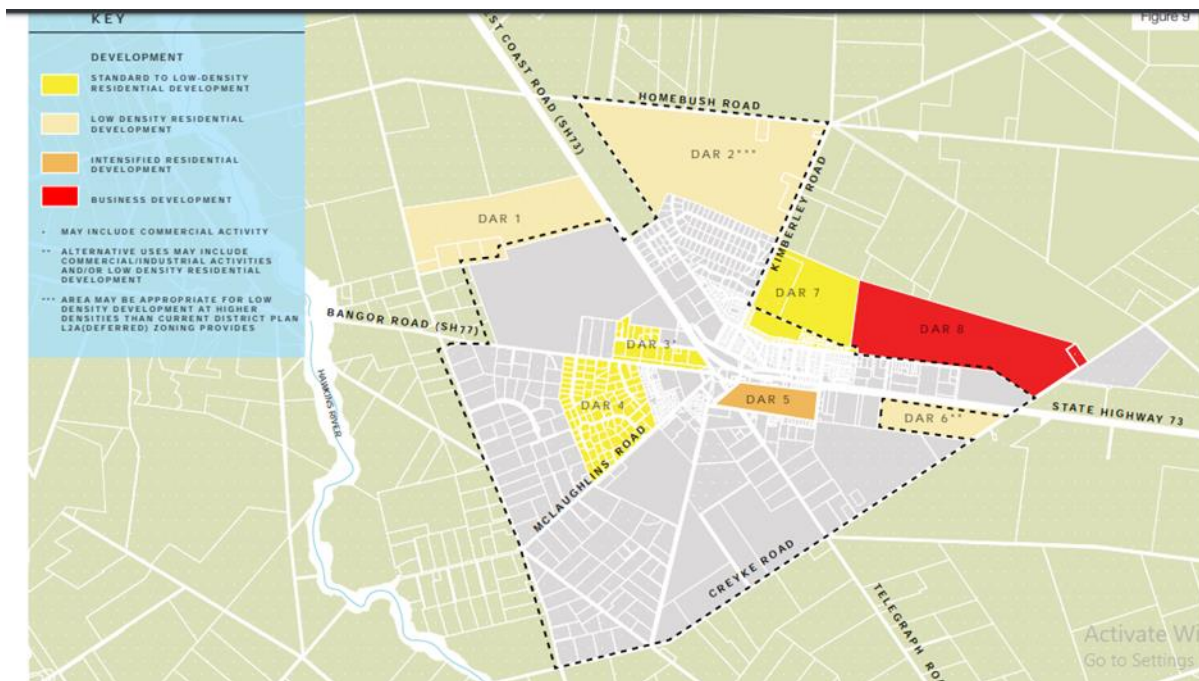 Figure 9
KEY
DEVELOPMENT
STANDARD TO LOW-DENSITY
RESIDENTIAL DEVELOPMENT
LOW DENSITY RESIDENTIAL
DEVELOPMENT
INTENSIFIED RESIDENTIAL
DEVELOPMENT
BUSINESS DEVELOPMENT
* MAY INCLUDE COMMERCIAL ACTIVITY
** ALTERNATIVE USES MAY INCLUDE
COMMERCIAL/INDUSTRIAL ACTIVITIES
AND/OR LOW DENSITY RESIDENTIAL
DEVELOPMENT
*** AREA MAY BE APPROPRIATE FOR LOW
DENSITY DEVELOPMENT AT HIGHER
DENSITIES THAN CURRENT DISTRICT PLAN
L2A(DEFERRED) ZONING PROVIDES
ST COAST ROAD (SH73)
HOMEBUSH ROAD
DAR 2***
DAR 1
KIMBERLEY ROAD
DAR 7
BANGOR ROAD (SH77)
DAR 8
DAR 3*
HAWKINS RIVER
DAR 4
DAR 5
DAR 6**
STATE HIGHWAY 73
MCLAUGHLINS ROAD
CREYKE ROAD
TELEGRAPH ROA
Activate Wi
Go to Settings